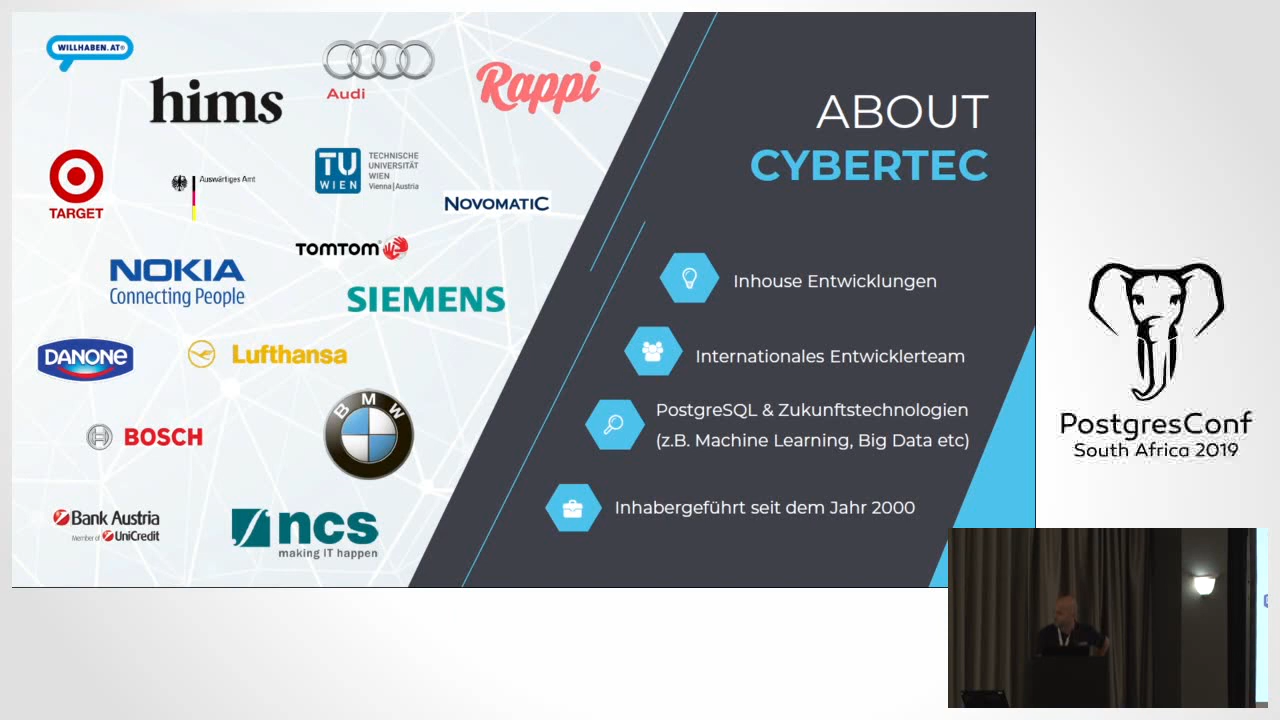 WILLHABEN.AT®
hims
Audi
Rappi
TARGET
Auswärtiges Amt
TU
WIEN
TECHNISCHE
UNIVERSITÄT
WIEN
Vienna | Austria
NOVOMATIC
TOMTOM
NOKIA
Connecting People
SIEMENS
DANONE
Lufthansa
BOSCH
BMW
Bank Austria
Member of UniCredit
ncs
making IT happen
ABOUT
CYBERTEC
Inhouse Entwicklungen
Internationales Entwicklerteam
PostgreSQL & Zukunftstechnologien
(z.B. Machine Learning, Big Data etc)
Inhabergeführt seit dem Jahr 2000
PostgresConf
South Africa 2019